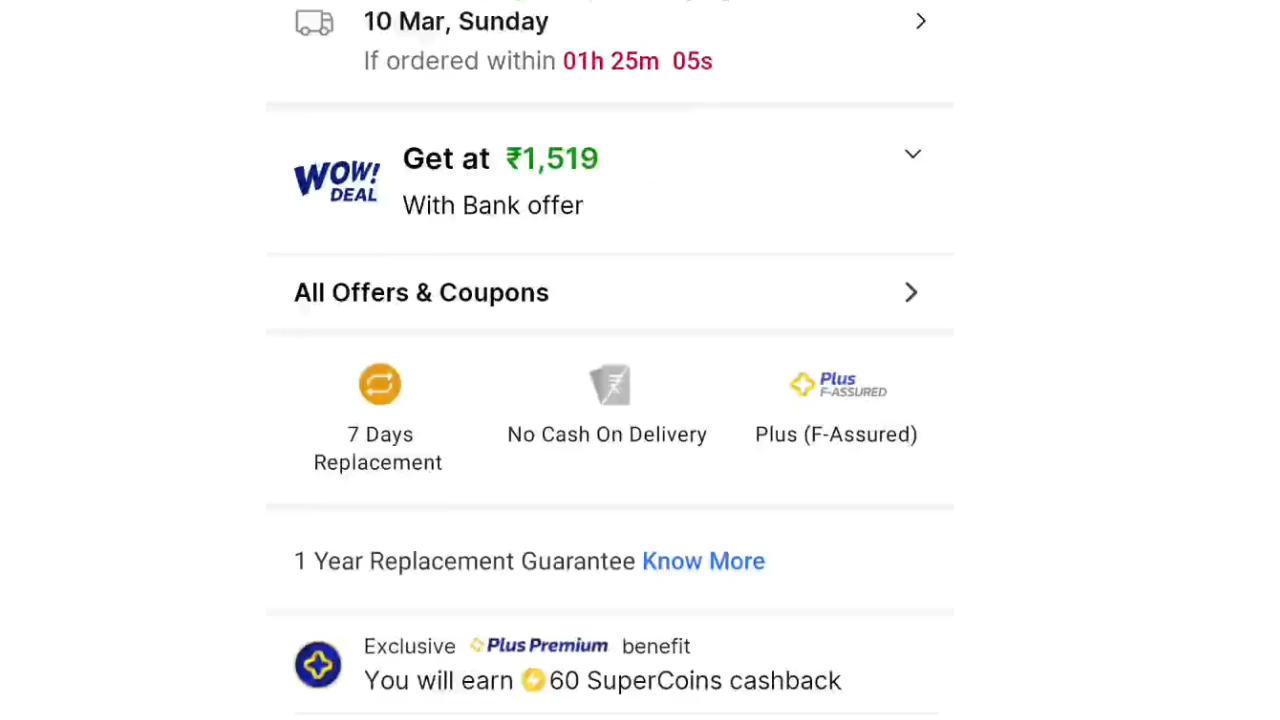 10 Mar, Sunday
If ordered within 01h 25m 05s
WOW!
DEAL
Get at ₹1,519
With Bank offer
All Offers & Coupons
Plus
F-ASSURED
7 Days
Replacement
No Cash On Delivery
Plus (F-Assured)
1 Year Replacement Guarantee Know More
Exclusive Plus Premium benefit
You will earn 60 SuperCoins cashback